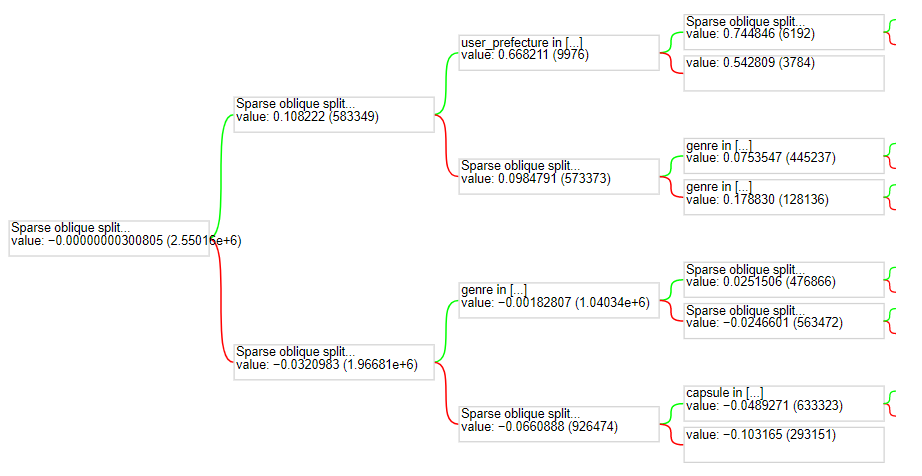 Sparse oblique split...
value: 0.744846 (6192)
user_prefecture in [...]
value: 0.668211 (9976)
value: 0.542809 (3784)
Sparse oblique split...
value: 0.108222 (583349)
genre in [...]
value: 0.0753547 (445237)
Sparse oblique split...
value: 0.0984791 (573373)
genre in [...]
value: 0.178830 (128136)
Sparse oblique split...
value: −0.00000000300805 (2.55016e+6)
Sparse oblique split...
value: 0.0251506 (476866)
genre in [...]
value: −0.00182807 (1.04034e+6)
Sparse oblique split...
value: −0.0246601 (563472)
Sparse oblique split...
value: −0.0320983 (1.96681e+6)
capsule in [...]
value: −0.0489271 (633323)
Sparse oblique split...
value: −0.0660888 (926474)
value: −0.103165 (293151)